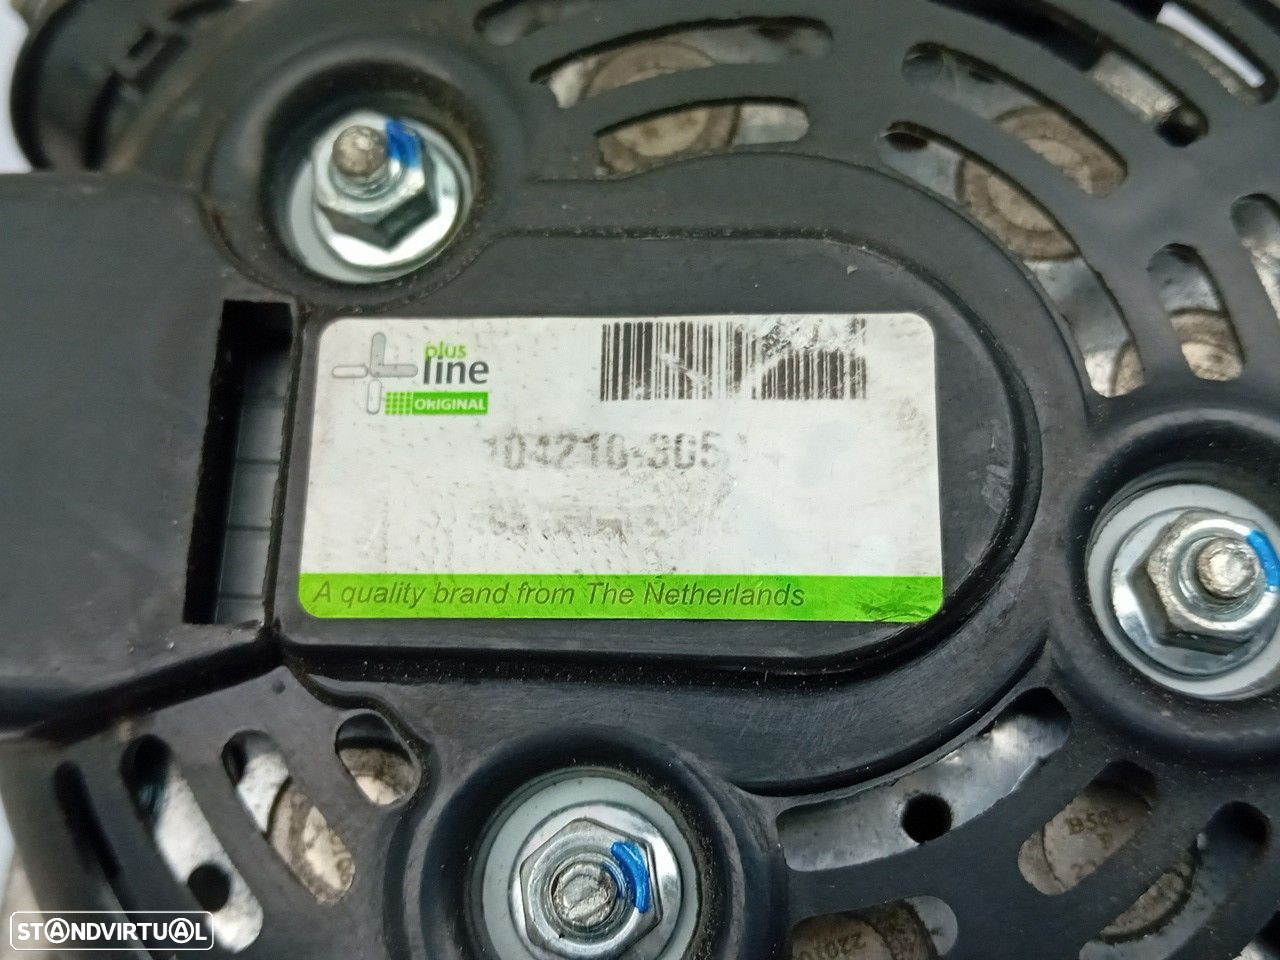 plus
line
ORIGINAL
104210-305
A quality brand from The Netherlands
STANDVIRTUAL